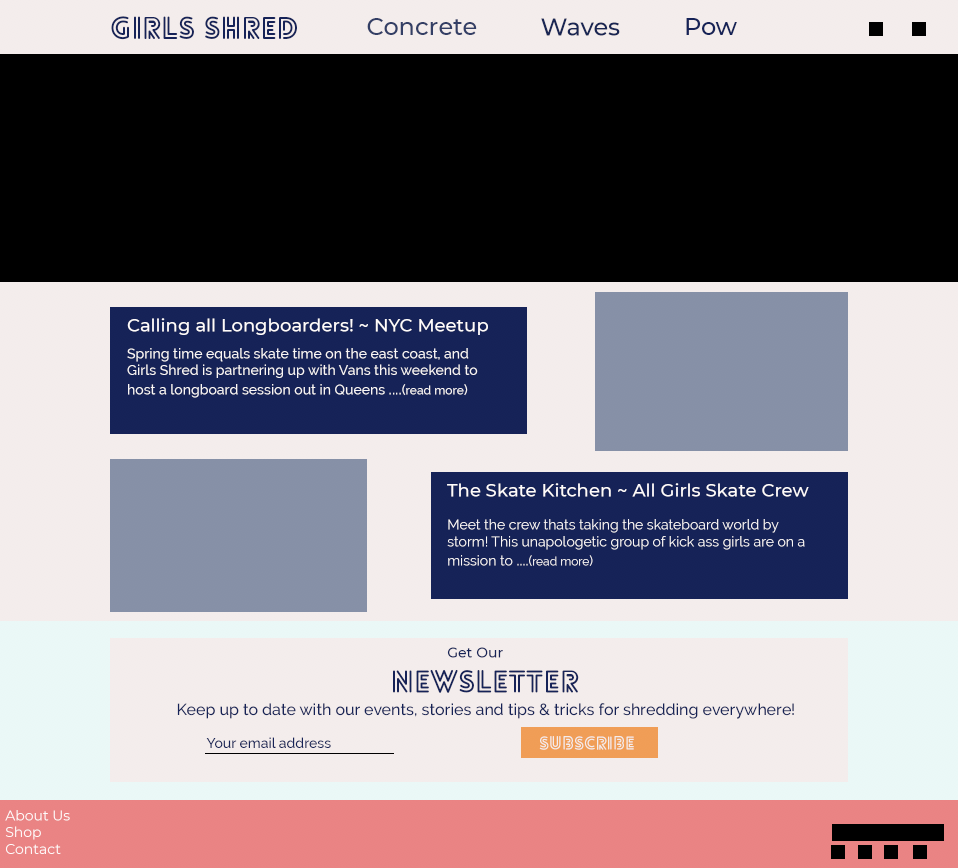 GIRLS SHRED
Concrete
Waves
Pow
Calling all Longboarders! ~ NYC Meetup
Spring time equals skate time on the east coast, and
Girls Shred is partnering up with Vans this weekend to
host a longboard session out in Queens ....(read more)
The Skate Kitchen ~ All Girls Skate Crew
Meet the crew thats taking the skateboard world by
storm! This unapologetic group of kick ass girls are on a
mission to ....(read more)
Get Our
NEWSLETTER
Keep up to date with our events, stories and tips & tricks for shredding everywhere!
Your email address
SUBSCRIBE
About Us
Shop
Contact